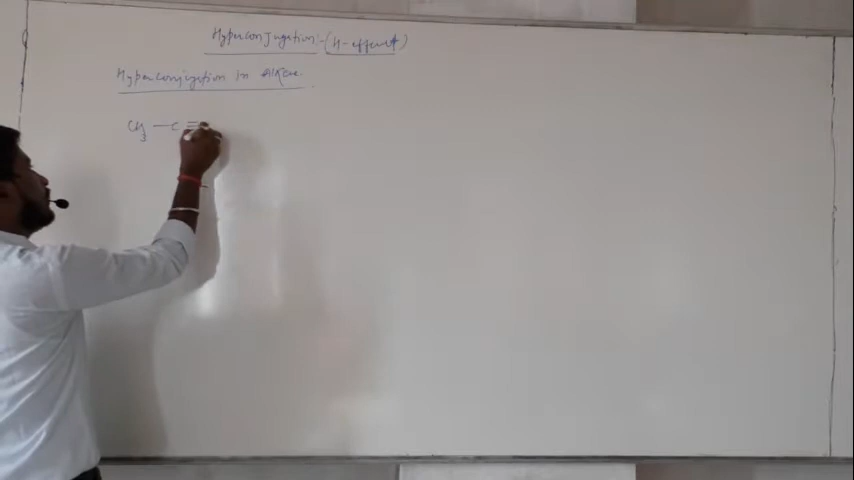 Hyperconjugation:-(H-effect)
Hyperconjugation in Alkene.
CH3 — C =